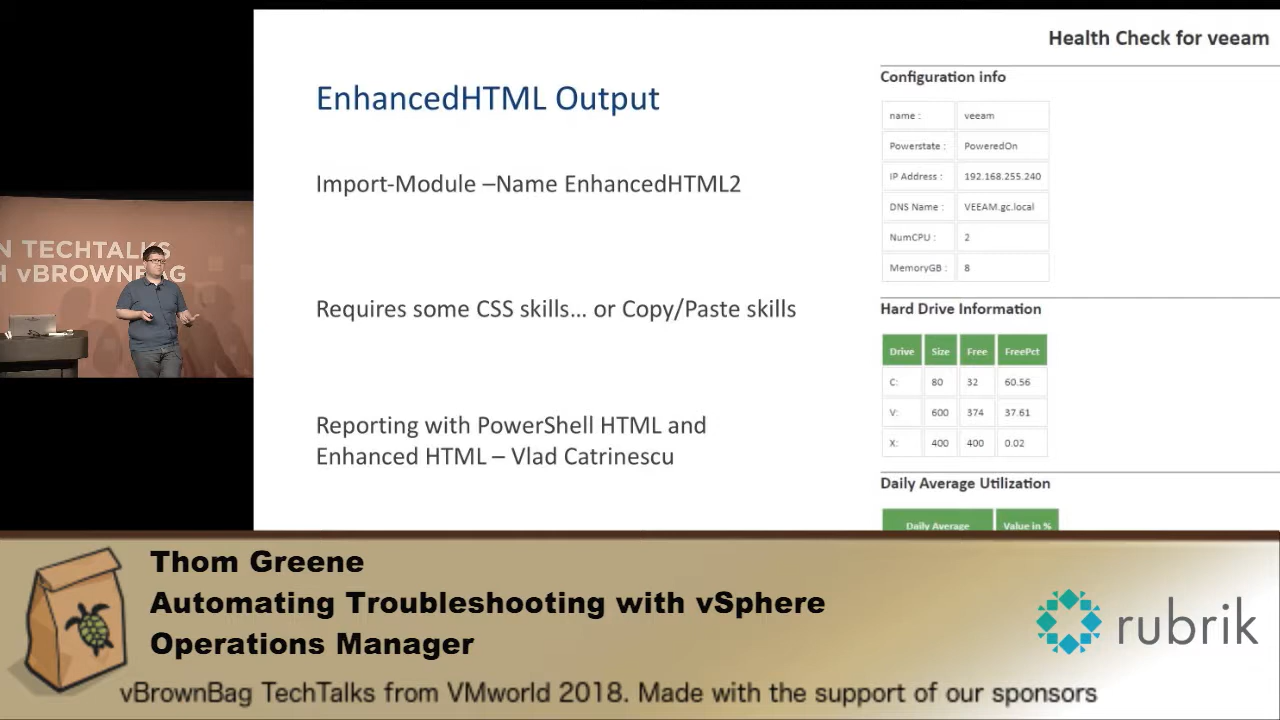 N TECHTALKS
H vBROWNBAG
EnhancedHTML Output
Import-Module –Name EnhancedHTML2
Requires some CSS skills... or Copy/Paste skills
Reporting with PowerShell HTML and
Enhanced HTML – Vlad Catrinescu
Health Check for veeam
Configuration info
name : veeam
Powerstate : PoweredOn
IP Address : 192.168.255.240
DNS Name : VEEAM.gc.local
NumCPU : 2
MemoryGB : 8
Hard Drive Information
Drive Size Free FreePct
C: 80 32 60.56
V: 600 374 37.61
X: 400 400 0.02
Daily Average Utilization
Daily Average Value in %
Thom Greene
Automating Troubleshooting with vSphere
Operations Manager
rubrik
vBrownBag TechTalks from VMworld 2018. Made with the support of our sponsors